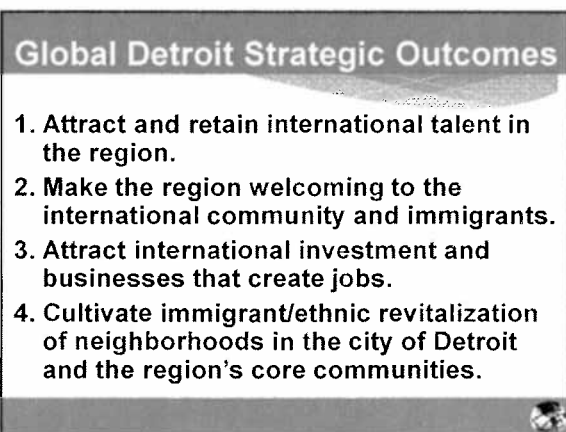 Global Detroit Strategic Outcomes
1. Attract and retain international talent in
the region.
2. Make the region welcoming to the
international community and immigrants.
3. Attract international investment and
businesses that create jobs.
4. Cultivate immigrant/ethnic revitalization
of neighborhoods in the city of Detroit
and the region's core communities.